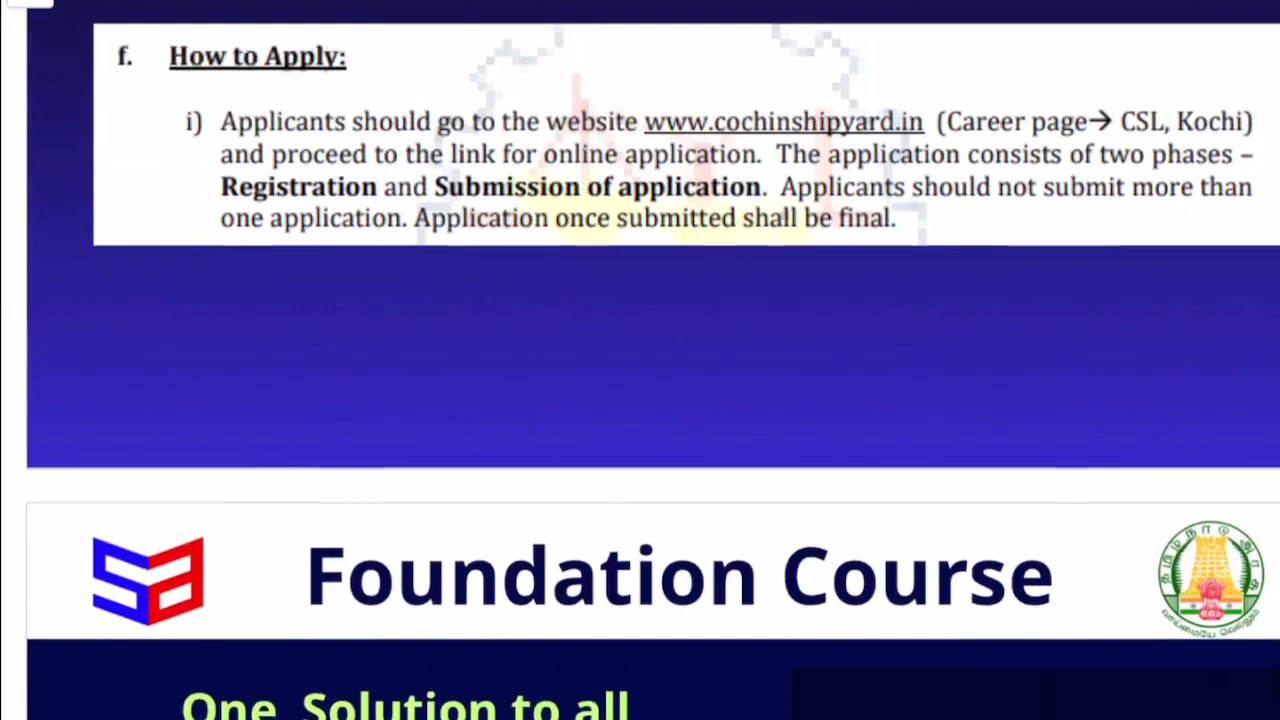 f. How to Apply:
i) Applicants should go to the website www.cochinshipyard.in (Career page→ CSL, Kochi)
and proceed to the link for online application. The application consists of two phases –
Registration and Submission of application. Applicants should not submit more than
one application. Application once submitted shall be final.
Foundation Course
தமிழ்நாடு அரசு
வாய்மையே வெல்லும்
One Solution to all